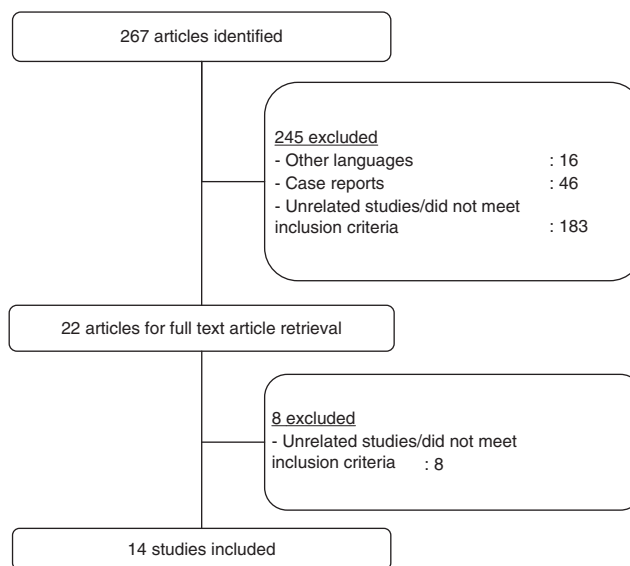 267 articles identified
245 excluded
- Other languages : 16
- Case reports : 46
- Unrelated studies/did not meet
inclusion criteria : 183
22 articles for full text article retrieval
8 excluded
- Unrelated studies/did not meet
inclusion criteria : 8
14 studies included